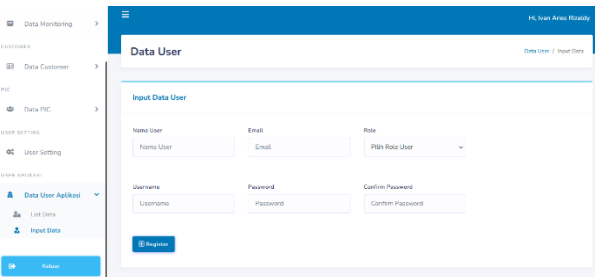 Data Monitoring
CUSTOMER
Data Customer
PIC
Data PIC
USER SETTING
User Setting
USER APLIKASI
Data User Aplikasi
List Data
Input Data
Keluar
Hi, Ivan Aries Rizaldy
Data User
Data User / Input Data
Input Data User
Nama User Email Role
Nama User Email Pilih Role User
Username Password Confirm Password
Username Password Confirm Password
Register